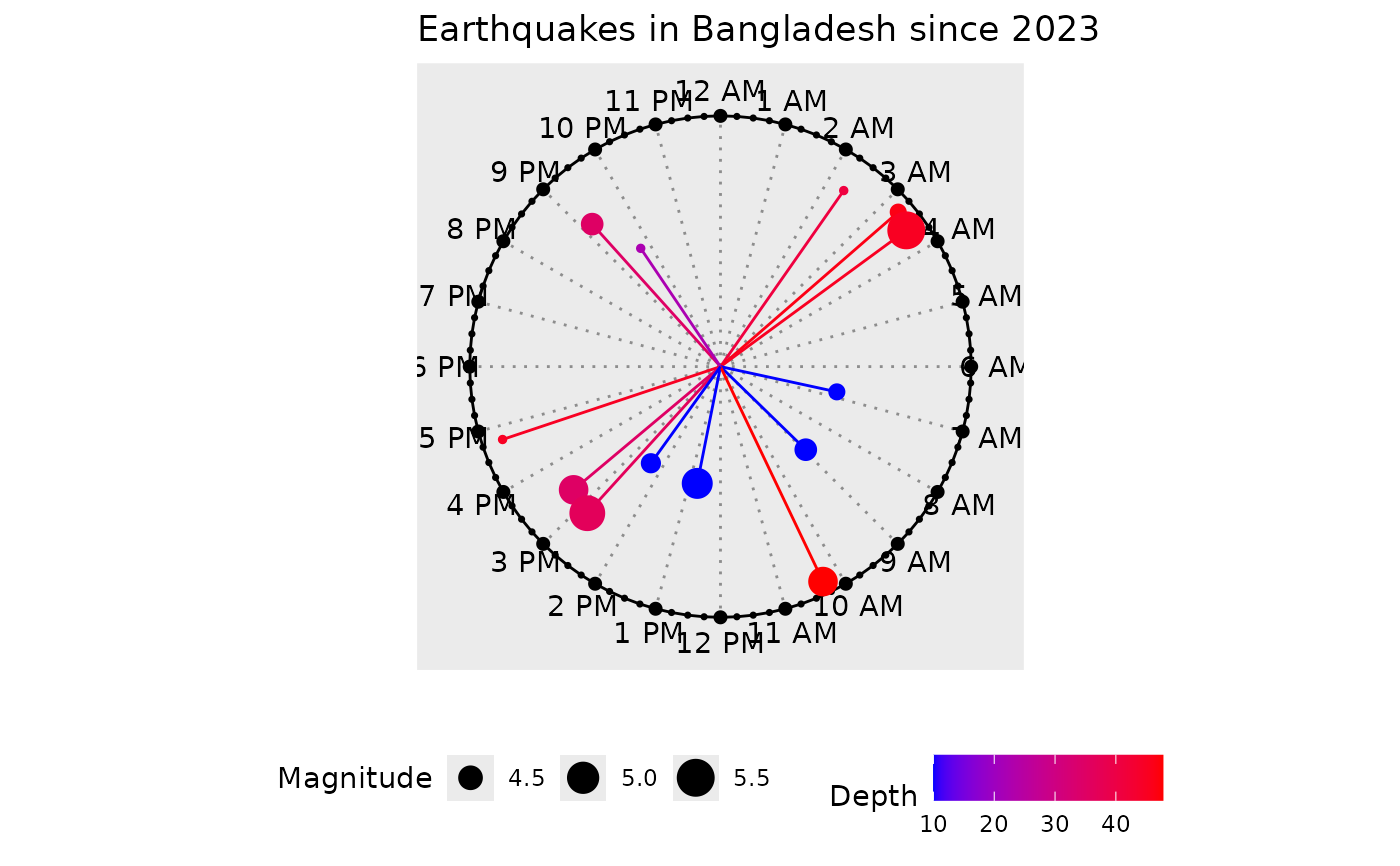 Earthquakes in Bangladesh since 2023
12 AM
1 AM
2 AM
3 AM
4 AM
5 AM
6 AM
7 AM
8 AM
9 AM
10 AM
11 AM
12 PM
1 PM
2 PM
3 PM
4 PM
5 PM
6 PM
7 PM
8 PM
9 PM
10 PM
11 PM
Magnitude 4.5 5.0 5.5
Depth
10 20 30 40